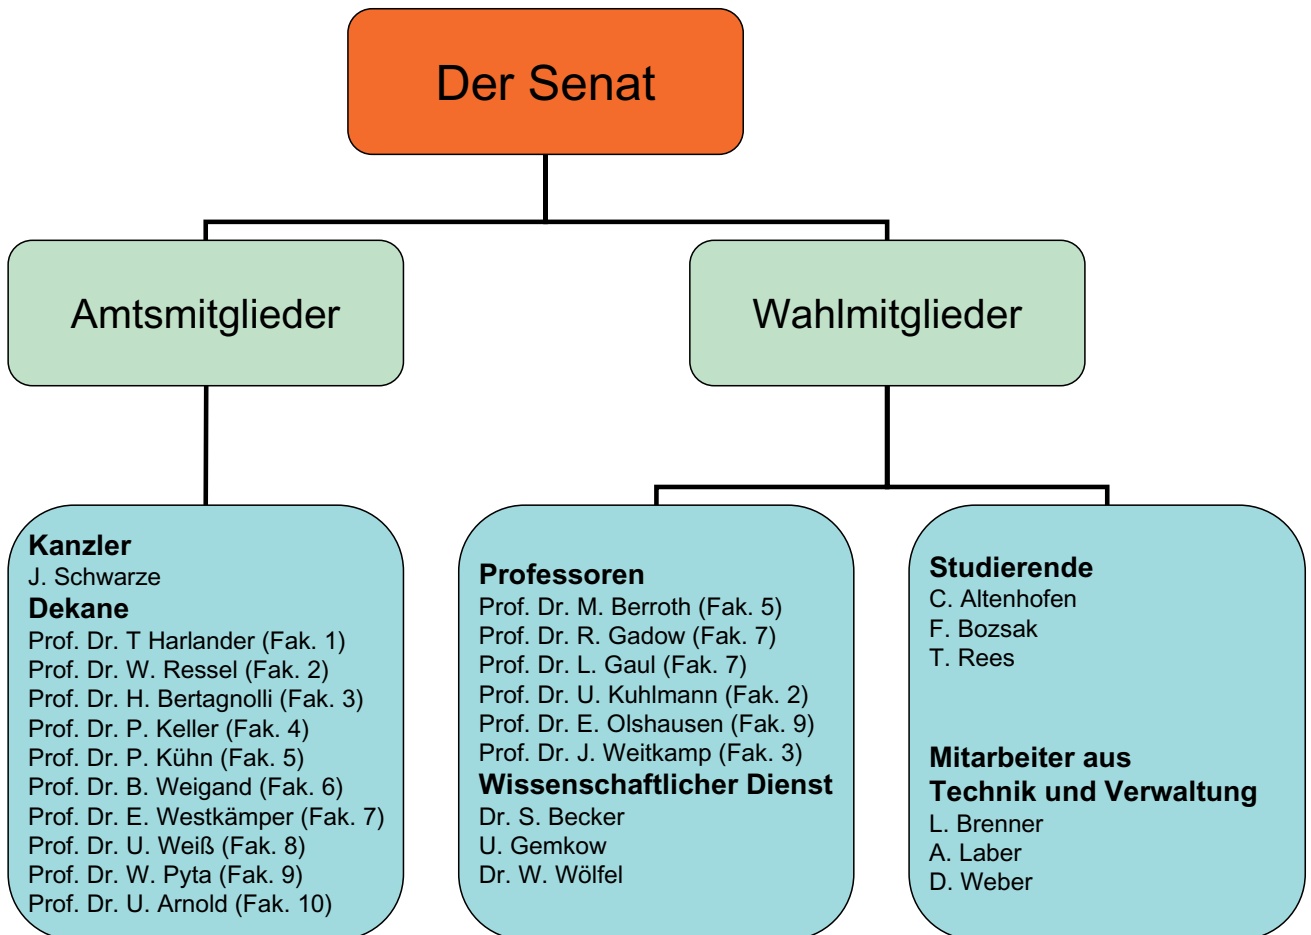 Der Senat
Amtsmitglieder
Wahlmitglieder
Kanzler
J. Schwarze
Dekane
Prof. Dr. T Harlander (Fak. 1)
Prof. Dr. W. Ressel (Fak. 2)
Prof. Dr. H. Bertagnolli (Fak. 3)
Prof. Dr. P. Keller (Fak. 4)
Prof. Dr. P. Kühn (Fak. 5)
Prof. Dr. B. Weigand (Fak. 6)
Prof. Dr. E. Westkämper (Fak. 7)
Prof. Dr. U. Weiß (Fak. 8)
Prof. Dr. W. Pyta (Fak. 9)
Prof. Dr. U. Arnold (Fak. 10)
Professoren
Prof. Dr. M. Berroth (Fak. 5)
Prof. Dr. R. Gadow (Fak. 7)
Prof. Dr. L. Gaul (Fak. 7)
Prof. Dr. U. Kuhlmann (Fak. 2)
Prof. Dr. E. Olshausen (Fak. 9)
Prof. Dr. J. Weitkamp (Fak. 3)
Wissenschaftlicher Dienst
Dr. S. Becker
U. Gemkow
Dr. W. Wölfel
Studierende
C. Altenhofen
F. Bozsak
T. Rees
Mitarbeiter aus
Technik und Verwaltung
L. Brenner
A. Laber
D. Weber